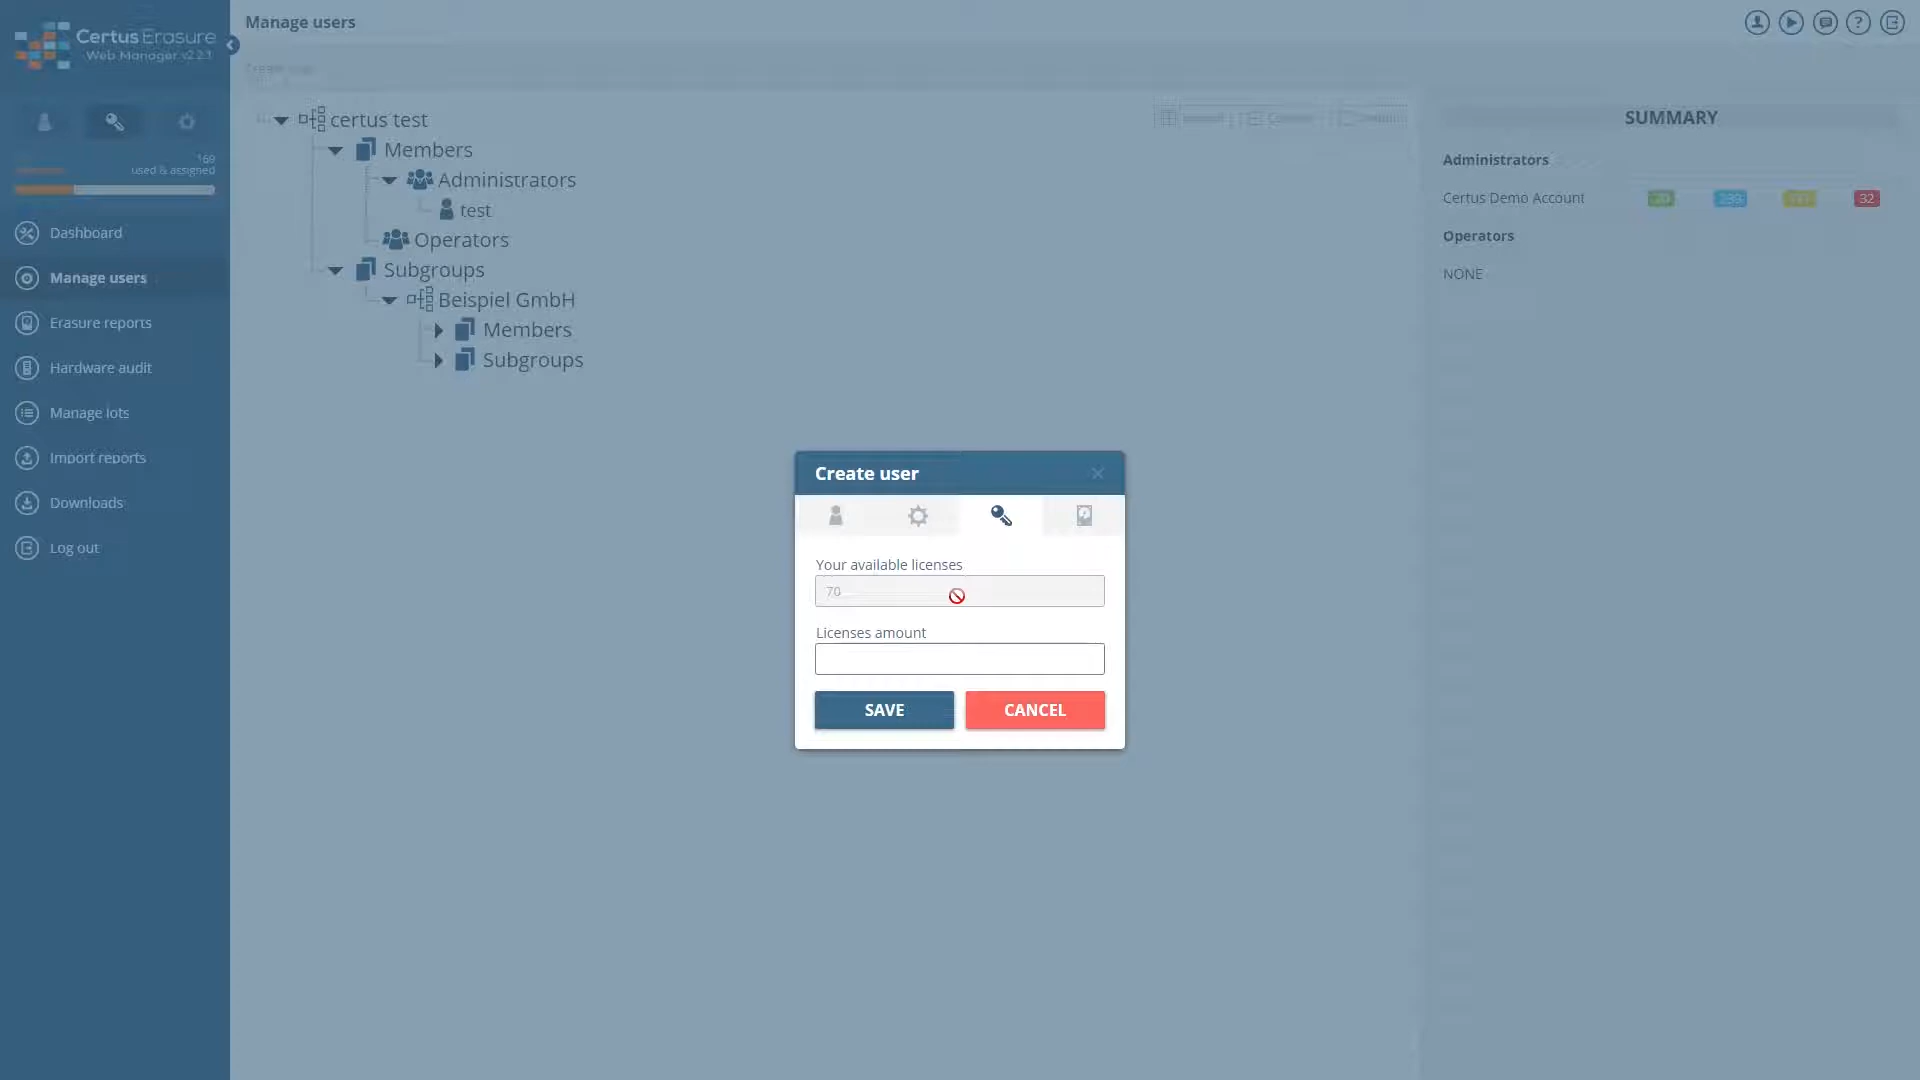 Certus Erasure
Web Manager v2.2.1
Manage users
169
used & assigned
Dashboard
Manage users
Erasure reports
Hardware audit
Manage lots
Import reports
Downloads
Log out
certus test
Members
Administrators
test
Operators
Subgroups
Beispiel GmbH
Members
Subgroups
SUMMARY
Administrators
Certus Demo Account
32
Operators
NONE
Create user
Your available licenses
70
Licenses amount
SAVE
CANCEL